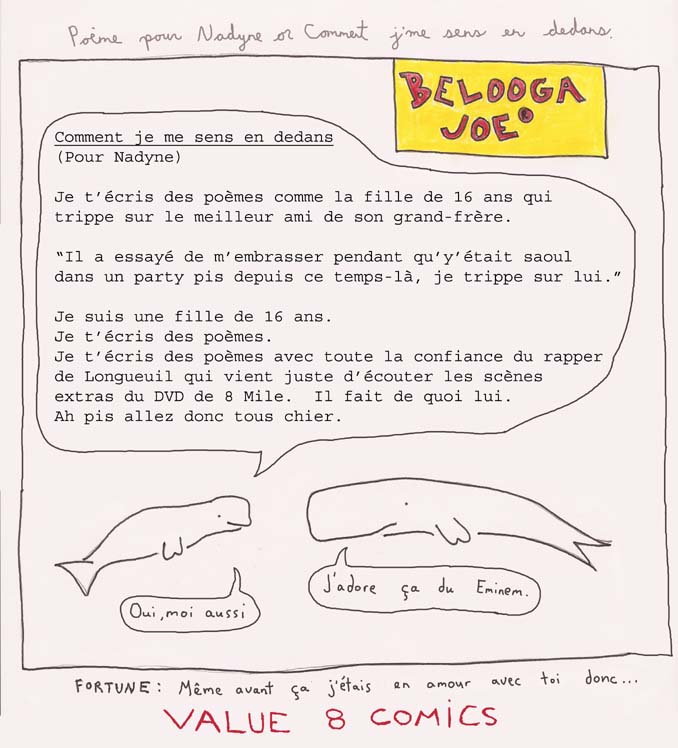 Poème pour Nadyne or Comment j'me sens en dedans.
BELOOGA
JOE®
Comment je me sens en dedans
(Pour Nadyne)
Je t'écris des poèmes comme la fille de 16 ans qui
trippe sur le meilleur ami de son grand-frère.
“Il a essayé de m'embrasser pendant qu'y'était saoul
dans un party pis depuis ce temps-là, je trippe sur lui.”
Je suis une fille de 16 ans.
Je t'écris des poèmes.
Je t'écris des poèmes avec toute la confiance du rapper
de Longueuil qui vient juste d'écouter les scènes
extras du DVD de 8 Mile.  Il fait de quoi lui.
Ah pis allez donc tous chier.
J'adore ça du Eminem.
Oui, moi aussi
FORTUNE: Même avant ça j'étais en amour avec toi donc...
VALUE 8 COMICS